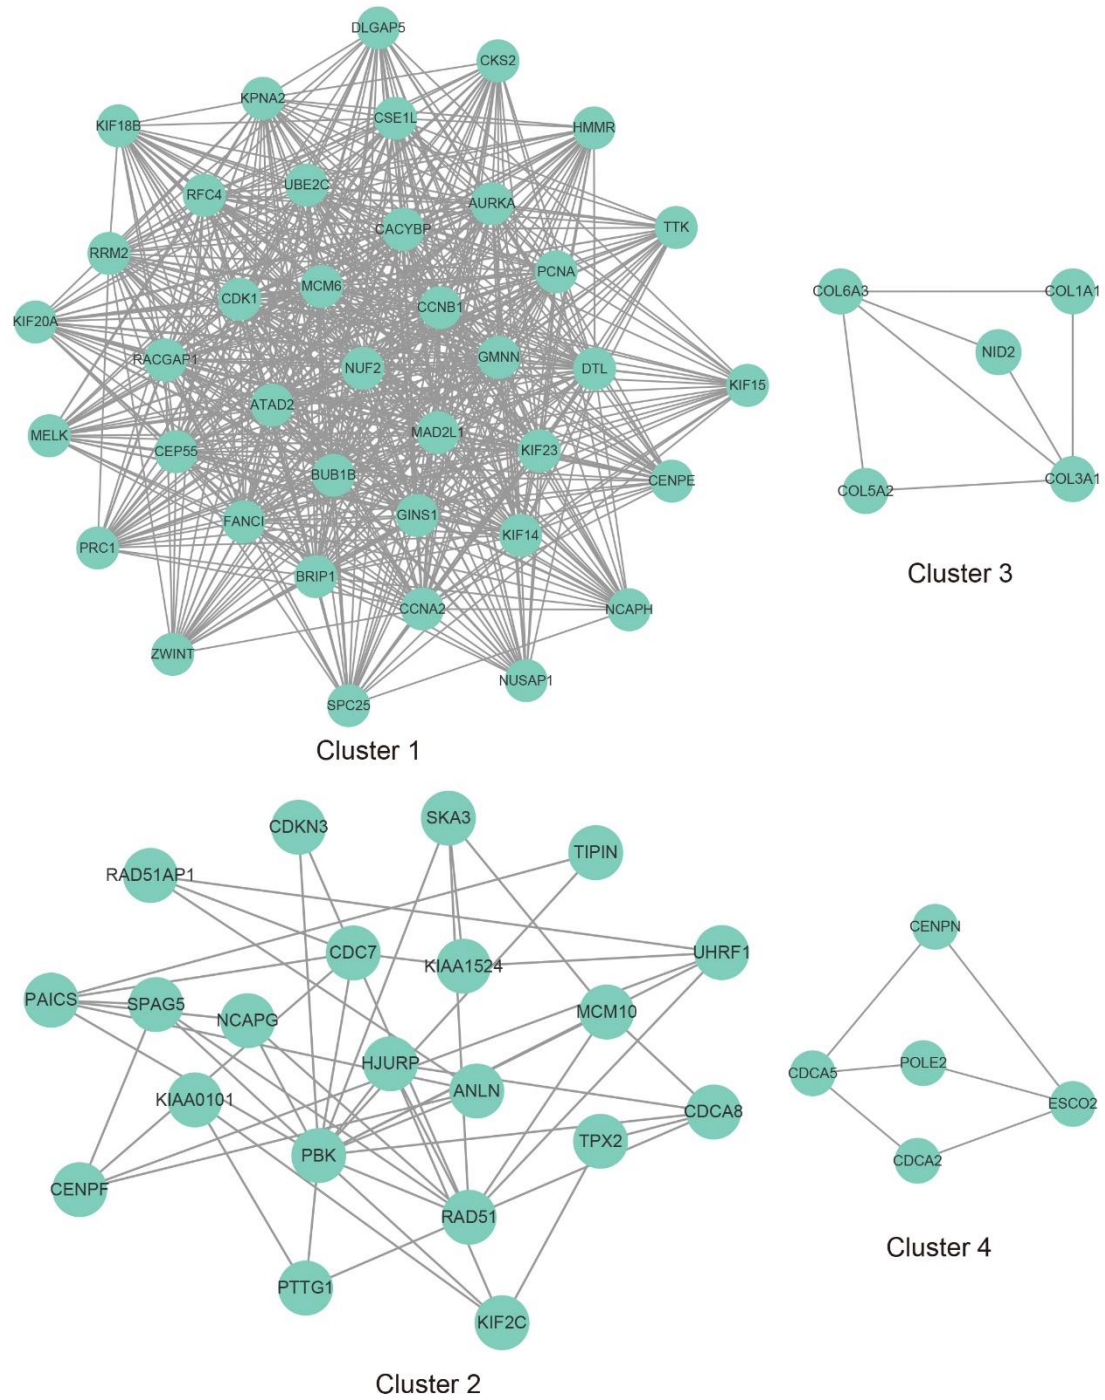 DLGAP5
CKS2
KPNA2
CSE1L
KIF18B
HMMR
UBE2C
RFC4
AURKA
CACYBP
TTK
RRM2
PCNA
MCM6
CDK1
CCNB1
KIF20A
RACGAP1
NUF2
GMNN
DTL
KIF15
ATAD2
MELK
MAD2L1
CEP55
KIF23
BUB1B
CENPE
FANCI
GINS1
KIF14
PRC1
BRIP1
CCNA2
NCAPH
ZWINT
NUSAP1
SPC25
Cluster 1
COL6A3
COL1A1
NID2
COL5A2
COL3A1
Cluster 3
SKA3
CDKN3
TIPIN
RAD51AP1
CDC7
KIAA1524
UHRF1
PAICS
SPAG5
NCAPG
MCM10
HJURP
ANLN
KIAA0101
CDCA8
TPX2
PBK
CENPF
RAD51
PTTG1
KIF2C
Cluster 2
CENPN
POLE2
CDCA5
ESCO2
CDCA2
Cluster 4